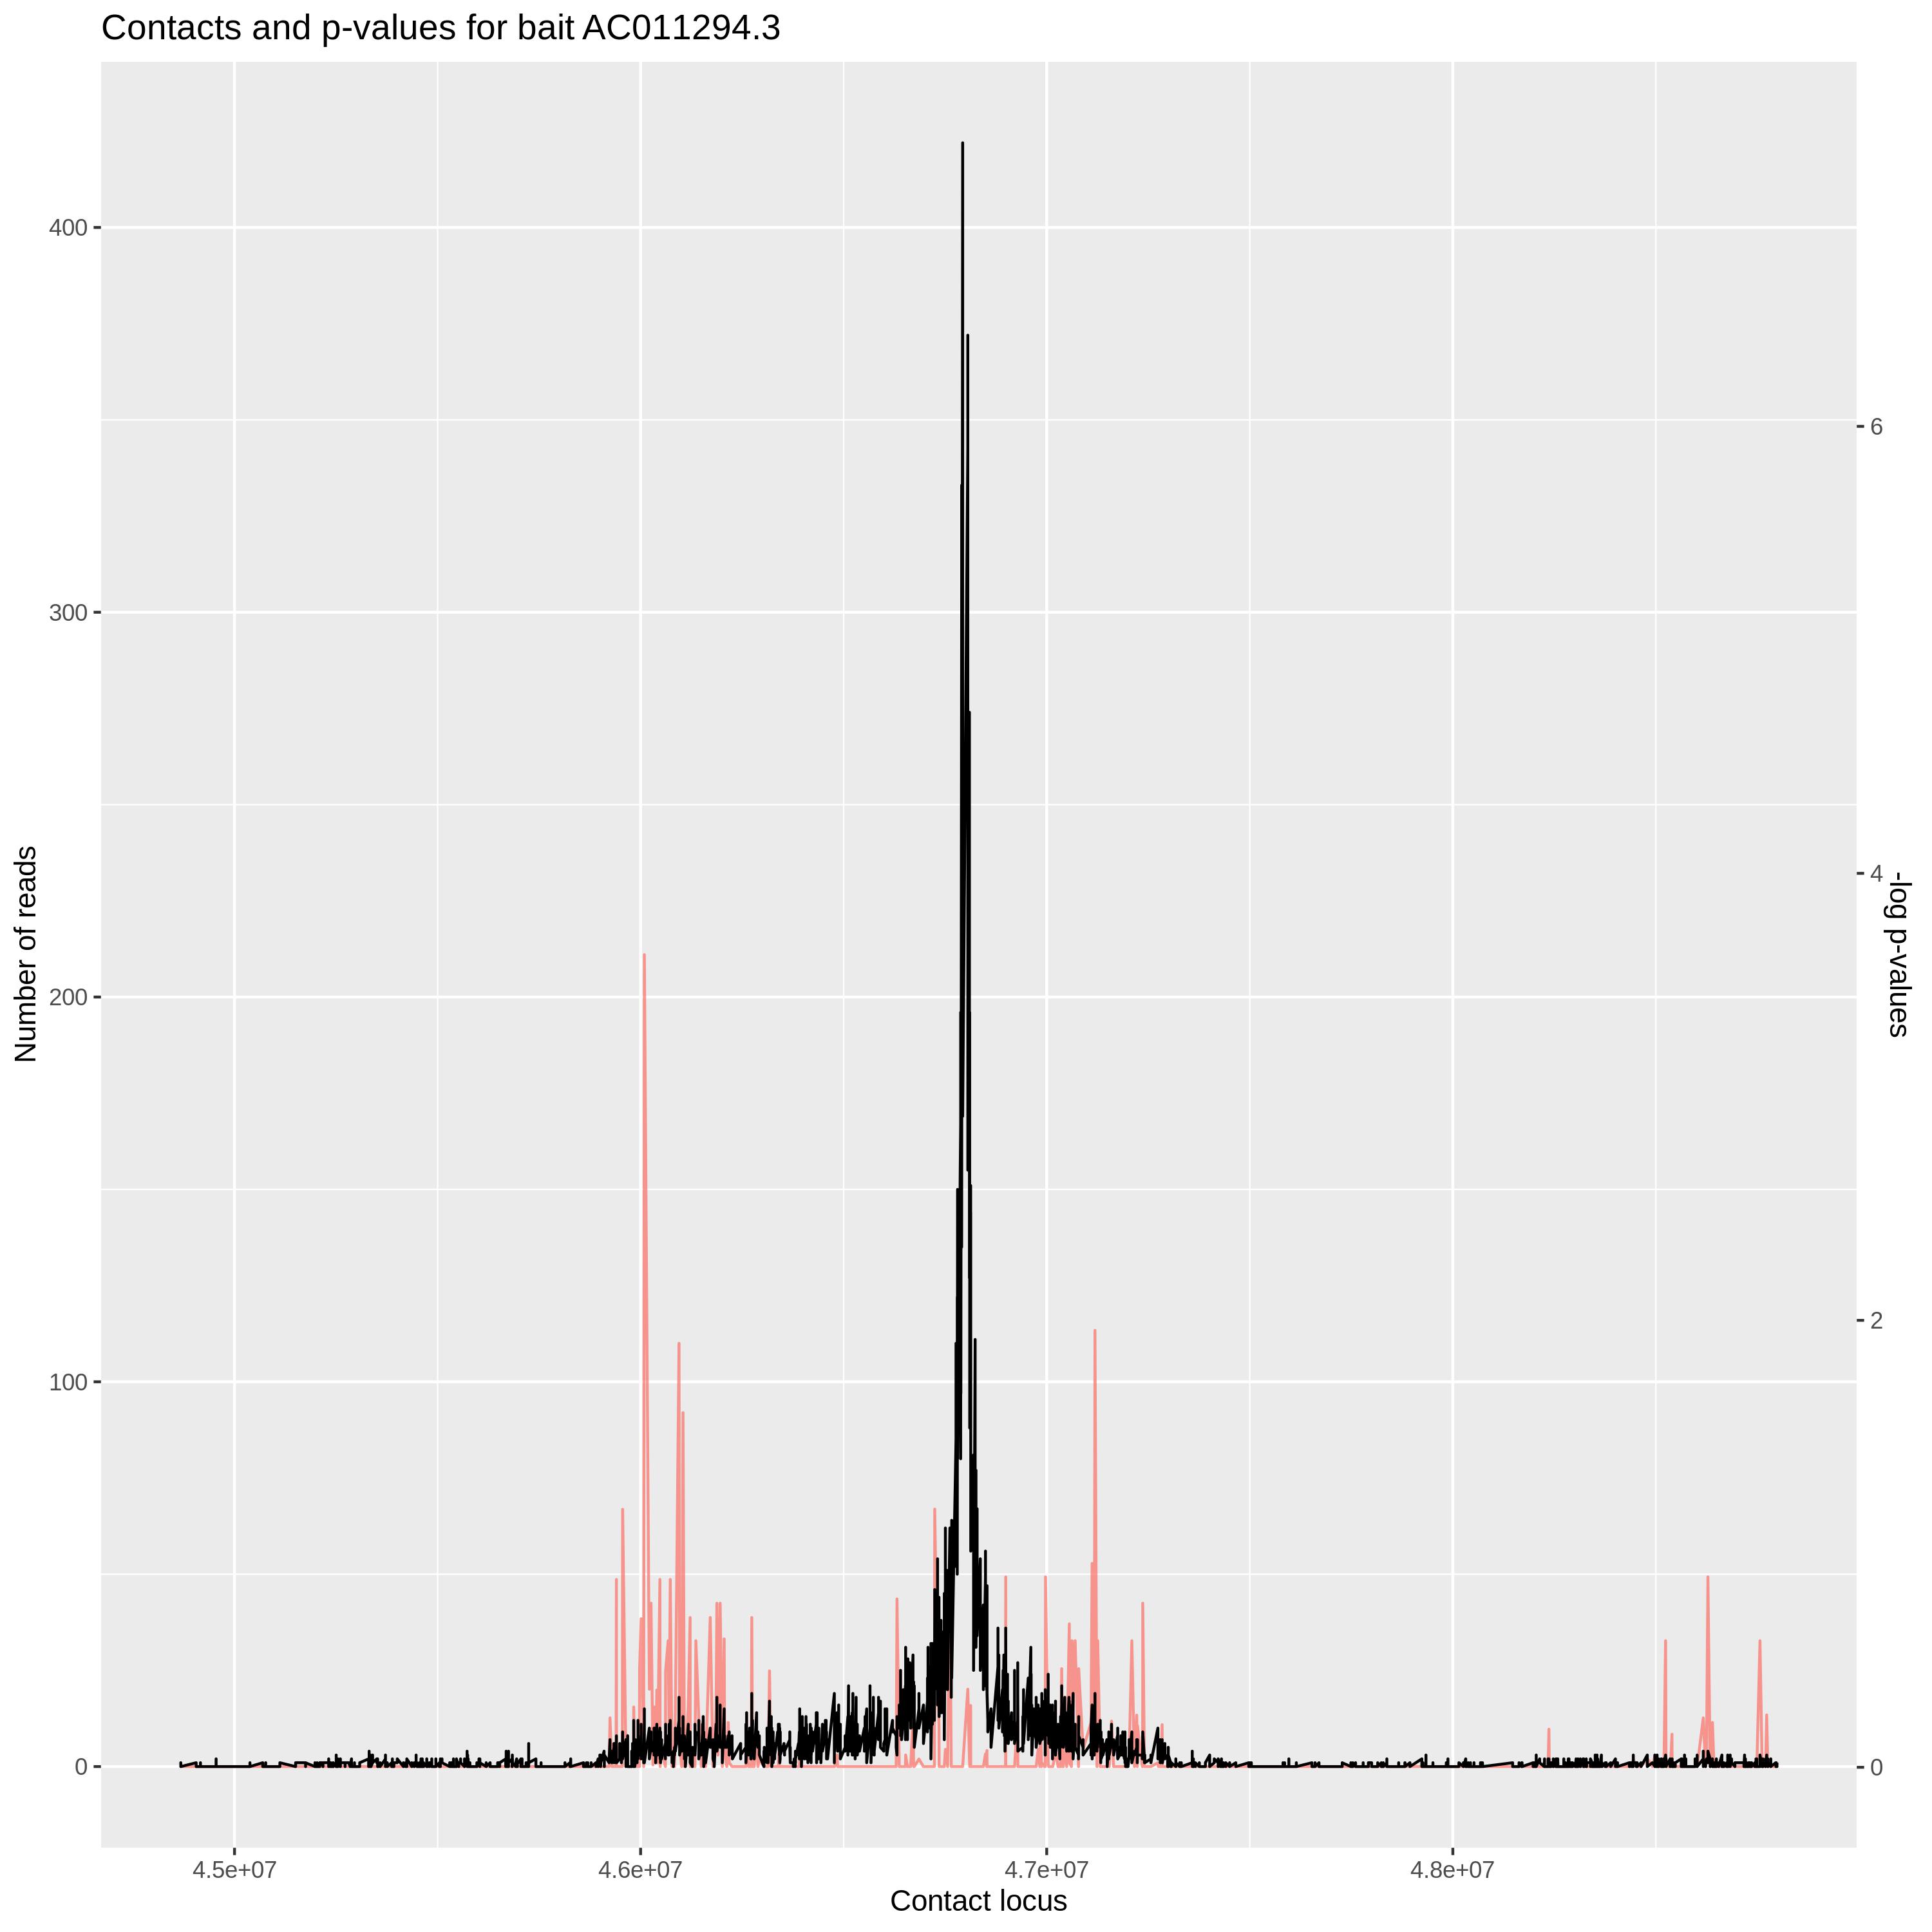 Contacts and p-values for bait AC011294.3
400
300
200
100
0
6
4
2
0
Number of reads
-log p-values
4.5e+07
4.6e+07
4.7e+07
4.8e+07
Contact locus